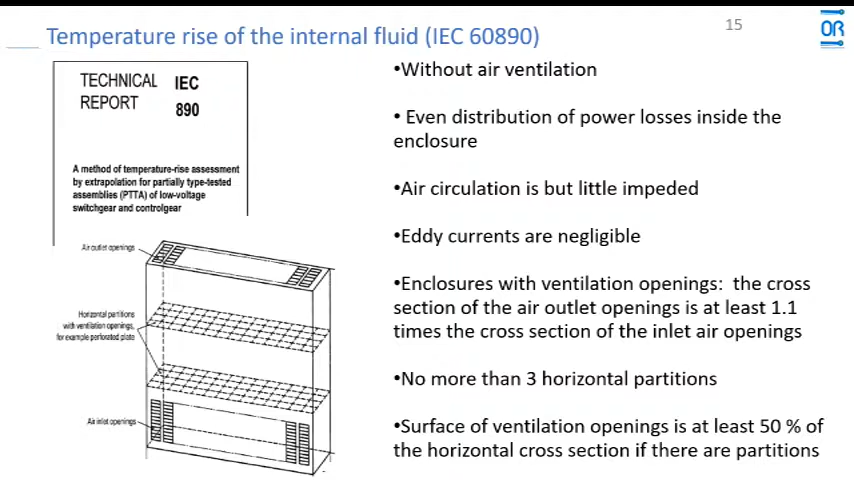 Temperature rise of the internal fluid (IEC 60890)
15
OR
TECHNICAL IEC
REPORT 890
A method of temperature-rise assessment
by extrapolation for partially type-tested
assemblies (PTTA) of low-voltage
switchgear and controlgear
Air outlet openings
Horizontal partitions
with ventilation openings,
for example perforated plate
Air inlet openings
•Without air ventilation
• Even distribution of power losses inside the
enclosure
•Air circulation is but little impeded
•Eddy currents are negligible
•Enclosures with ventilation openings: the cross
section of the air outlet openings is at least 1.1
times the cross section of the inlet air openings
•No more than 3 horizontal partitions
•Surface of ventilation openings is at least 50 % of
the horizontal cross section if there are partitions